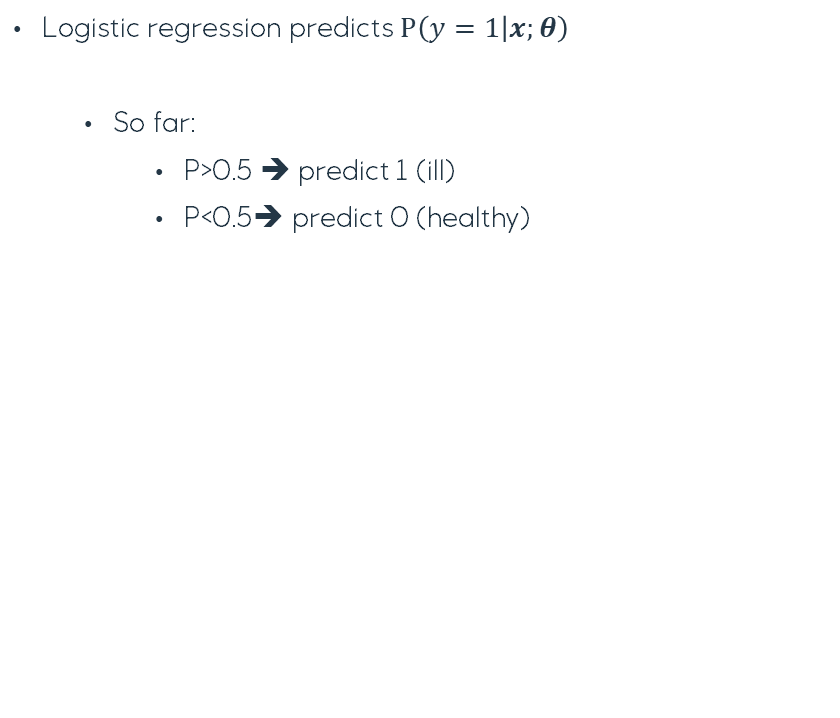 • Logistic regression predicts P(y = 1|x; θ)
• So far:
• P>0.5 ➔ predict 1 (ill)
• P<0.5➔ predict 0 (healthy)